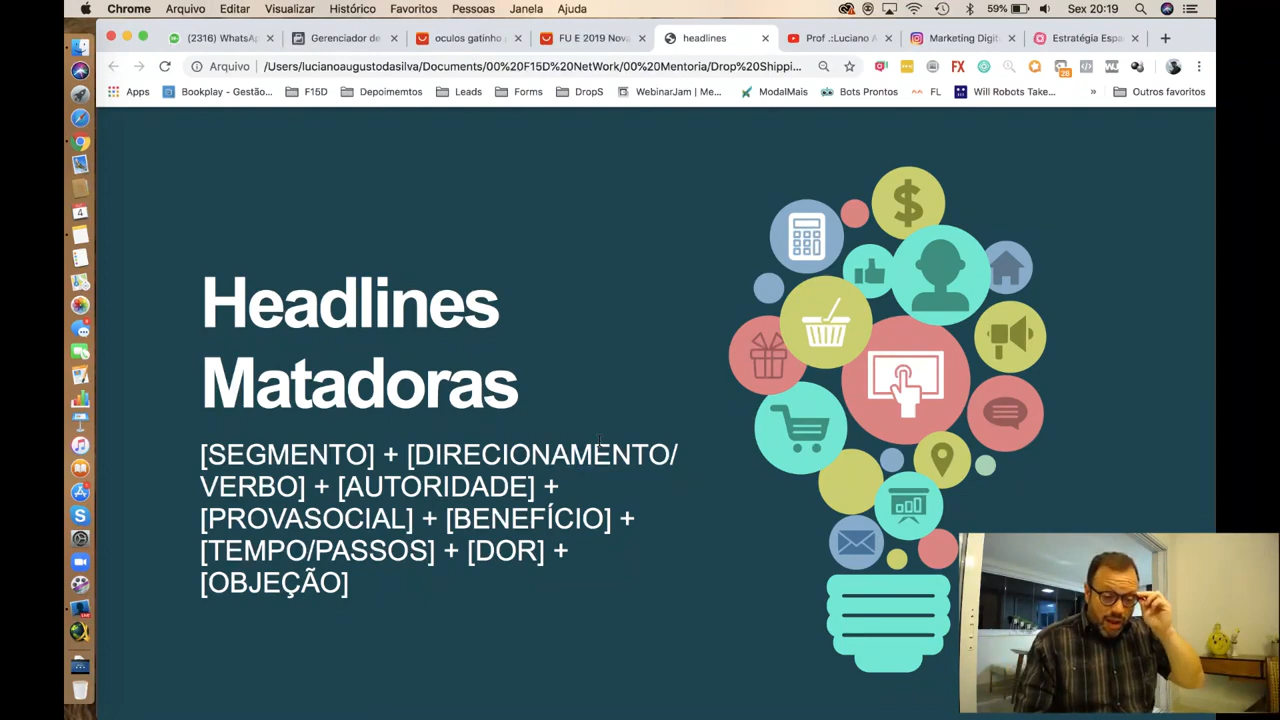 Chrome Arquivo Editar Visualizar Histórico Favoritos Pessoas Janela Ajuda 59% Sex 20:19
(2316) WhatsA Gerenciador de oculos gatinho FU E 2019 Nova headlines Prof .:Luciano A Marketing Digit Estratégia Espa
Arquivo /Users/lucianoaugustodasilva/Documents/00%20F15D%20NetWork/00%20Mentoria/Drop%20Shippi...
Apps Bookplay - Gestão... F15D Depoimentos Leads Forms DropS WebinarJam | Me... ModalMais Bots Prontos FL Will Robots Take... » Outros favoritos
Headlines
Matadoras
[SEGMENTO] + [DIRECIONAMENTO/
VERBO] + [AUTORIDADE] +
[PROVASOCIAL] + [BENEFÍCIO] +
[TEMPO/PASSOS] + [DOR] +
[OBJEÇÃO]